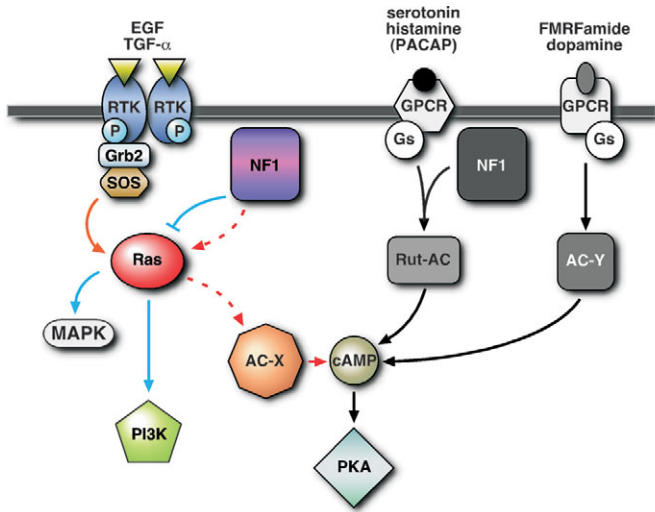 EGF
TGF-α
serotonin
histamine
(PACAP)
FMRFamide
dopamine
RTK
RTK
GPCR
GPCR
P
P
Gs
Gs
Grb2
SOS
NF1
NF1
Ras
Rut-AC
AC-Y
MAPK
AC-X
cAMP
PI3K
PKA